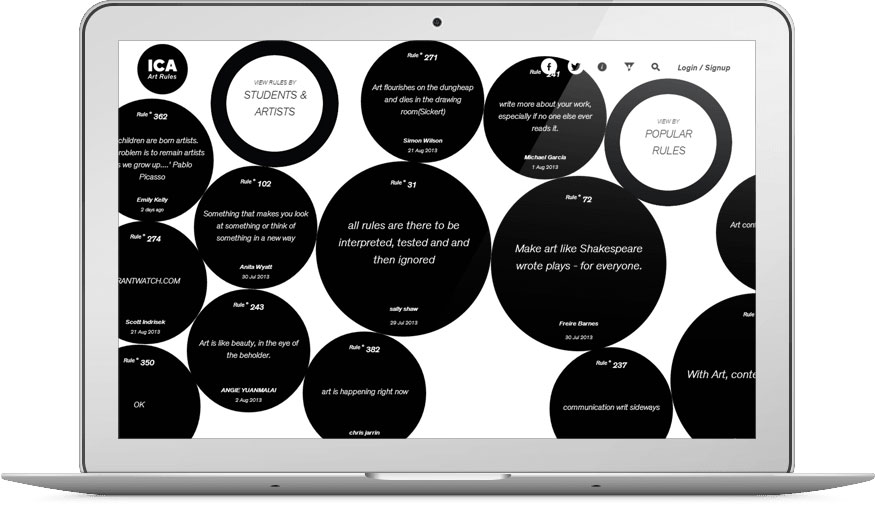 ICA
Art Rules
VIEW RULES BY
STUDENTS &
ARTISTS
Rule* 271
Art flourishes on the dungheap
and dies in the drawing
room(Sickert)
Simon Wilson
21 Aug 2013
Login / Signup
Rule* 241
write more about your work,
especially if no one else ever
reads it.
Michael Garcia
1 Aug 2013
VIEW BY
POPULAR
RULES
Rule* 362
children are born artists.
roblem is to remain artists
s we grow up....' Pablo
Picasso
Emily Kelly
2 days ago
Rule* 102
Something that makes you look
at something or think of
something in a new way
Anita Wyatt
30 Jul 2013
Rule* 31
all rules are there to be
interpreted, tested and and
then ignored
sally shaw
29 Jul 2013
Rule* 72
Make art like Shakespeare
wrote plays - for everyone.
Freire Barnes
30 Jul 2013
Art con
Rule* 274
RANTWATCH.COM
Scott Indrisek
21 Aug 2013
Rule* 243
Art is like beauty, in the eye of
the beholder.
ANGIE YUANMALAI
2 Aug 2013
Rule* 382
art is happening right now
chris jarrin
Rule* 237
communication writ sideways
Rule
With Art, conte
Rule* 350
OK